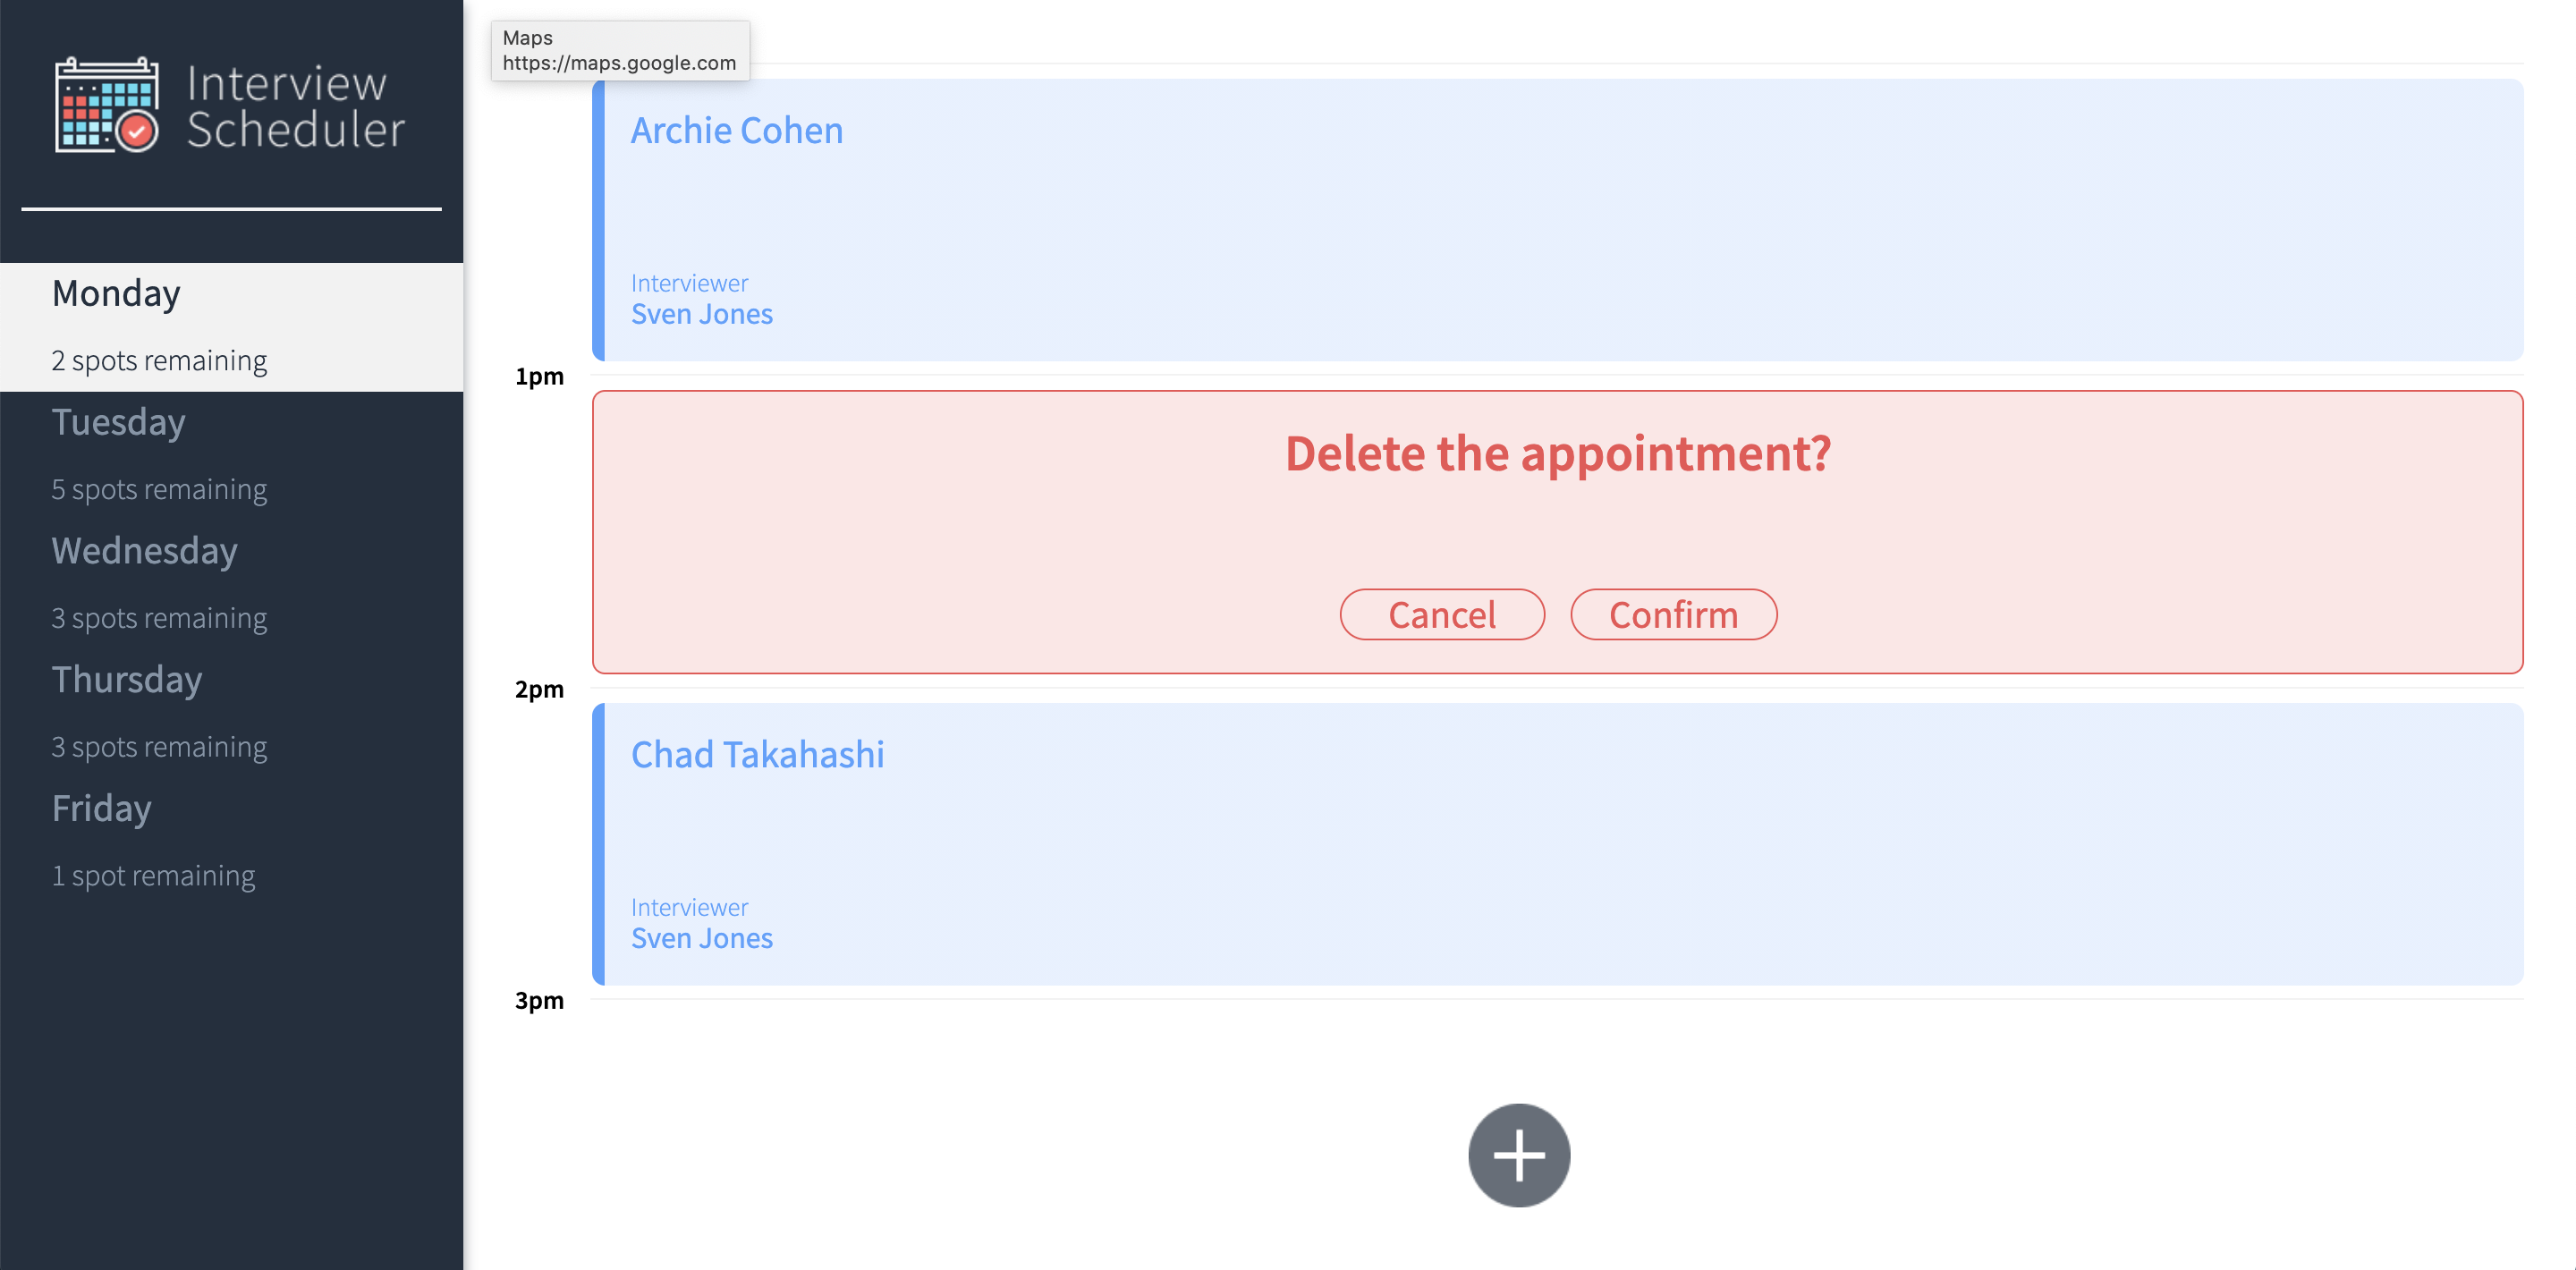 Interview
Scheduler
Monday
2 spots remaining
Tuesday
5 spots remaining
Wednesday
3 spots remaining
Thursday
3 spots remaining
Friday
1 spot remaining
Maps
https://maps.google.com
Archie Cohen
Interviewer
Sven Jones
1pm
Delete the appointment?
Cancel Confirm
2pm
Chad Takahashi
Interviewer
Sven Jones
3pm